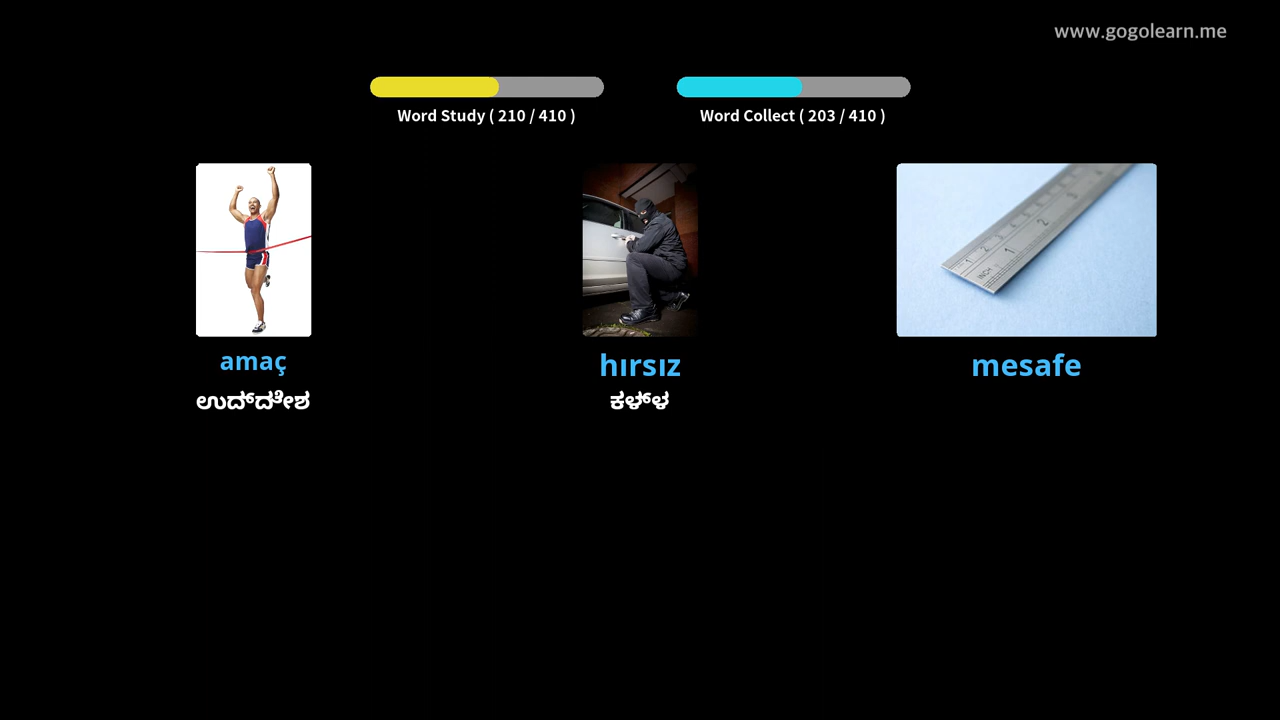 www.gogolearn.me
Word Study ( 210 / 410 )
Word Collect ( 203 / 410 )
amaç
hırsız
mesafe
ಉದ್ದೇಶ
ಕಳ್ಳ